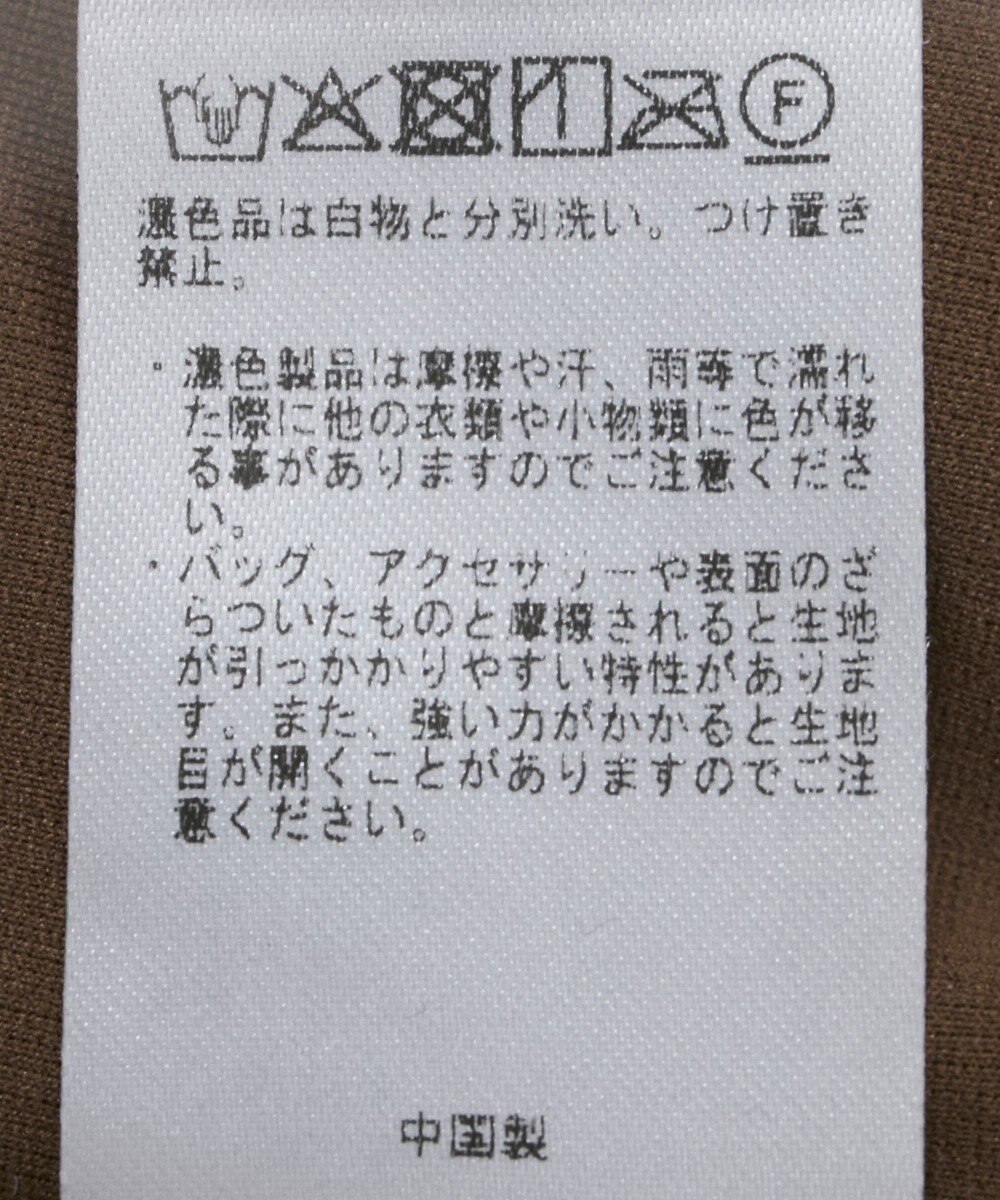 F
濃色品は白物と分別洗い。つけ置き
禁止。
・濃色製品は摩擦や汗、雨等で濡れ
た際に他の衣類や小物類に色が移
る事がありますのでご注意くださ
い。
・バッグ、アクセサリーや表面のざ
らついたものと摩擦されると生地
が引っかかりやすい特性がありま
す。また、強い力がかかると生地
目が開くことがありますのでご注
意ください。
中国製